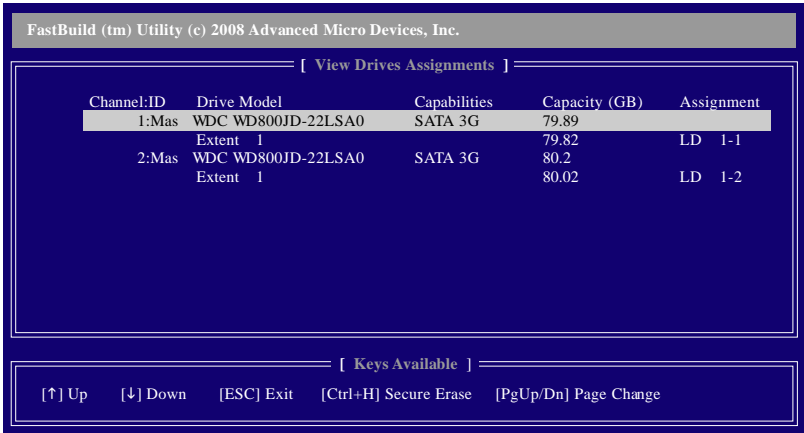 FastBuild (tm) Utility (c) 2008 Advanced Micro Devices, Inc.
[ View Drives Assignments ]
Channel:ID Drive Model Capabilities Capacity (GB) Assignment
1:Mas WDC WD800JD-22LSA0 SATA 3G 79.89
Extent 1 79.82 LD 1-1
2:Mas WDC WD800JD-22LSA0 SATA 3G 80.2
Extent 1 80.02 LD 1-2
[ Keys Available ]
[↑] Up [↓] Down [ESC] Exit [Ctrl+H] Secure Erase [PgUp/Dn] Page Change